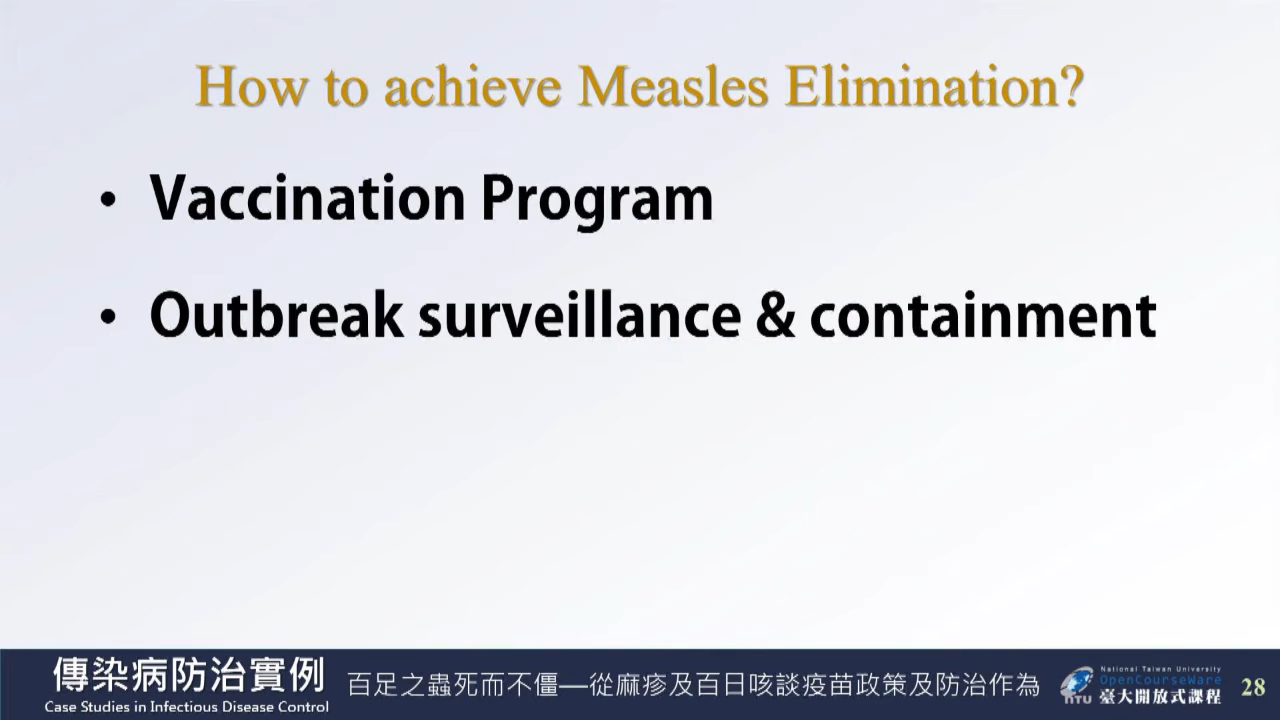 How to achieve Measles Elimination?
• Vaccination Program
• Outbreak surveillance & containment
傳染病防治實例
Case Studies in Infectious Disease Control
百足之蟲死而不僵—從麻疹及百日咳談疫苗政策及防治作為
National Taiwan University
OpenCourseWare
NTU 臺大開放式課程
28